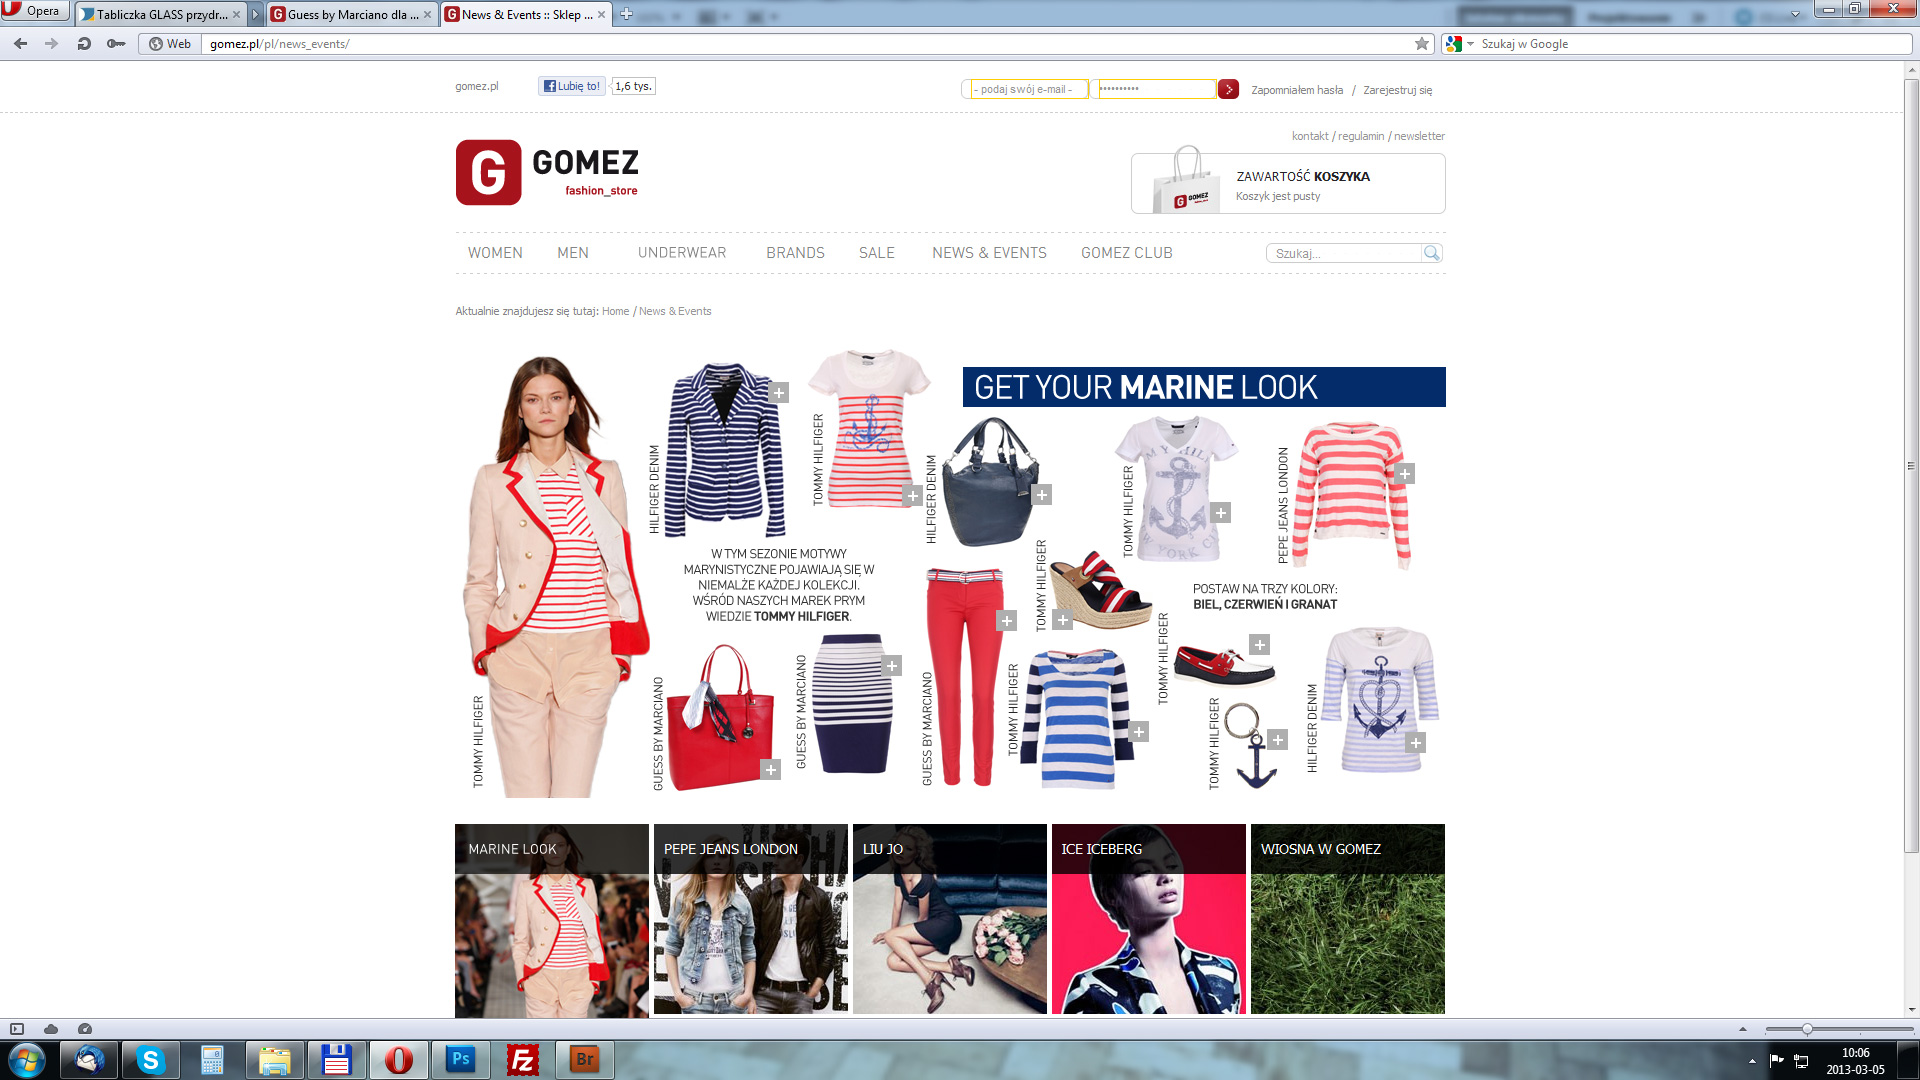 Opera
Tabliczka GLASS przydr...
Guess by Marciano dla ...
News & Events :: Sklep ...
Web
gomez.pl/pl/news_events/
Szukaj w Google
gomez.pl
Lubię to!
1,6 tys.
- podaj swój e-mail -
Zapomniałem hasła / Zarejestruj się
kontakt / regulamin / newsletter
G GOMEZ
fashion_store
ZAWARTOŚĆ KOSZYKA
Koszyk jest pusty
G GOMEZ
WOMEN
MEN
UNDERWEAR
BRANDS
SALE
NEWS & EVENTS
GOMEZ CLUB
Szukaj...
Aktualnie znajdujesz się tutaj: Home / News & Events
GET YOUR MARINE LOOK
HILFIGER DENIM
TOMMY HILFIGER
HILFIGER DENIM
TOMMY HILFIGER
PEPE JEANS LONDON
W TYM SEZONIE MOTYWY
MARYNISTYCZNE POJAWIAJĄ SIĘ W
NIEMALŻE KAŻDEJ KOLEKCJI.
WŚRÓD NASZYCH MAREK PRYM
WIEDZIE TOMMY HILFIGER.
TOMMY HILFIGER
POSTAW NA TRZY KOLORY:
BIEL, CZERWIEŃ I GRANAT
TOMMY HILFIGER
GUESS BY MARCIANO
GUESS BY MARCIANO
GUESS BY MARCIANO
TOMMY HILFIGER
TOMMY HILFIGER
TOMMY HILFIGER
HILFIGER DENIM
MARINE LOOK
PEPE JEANS LONDON
LIU JO
ICE ICEBERG
WIOSNA W GOMEZ
S
Ps
Fz
Br
10:06
2013-03-05